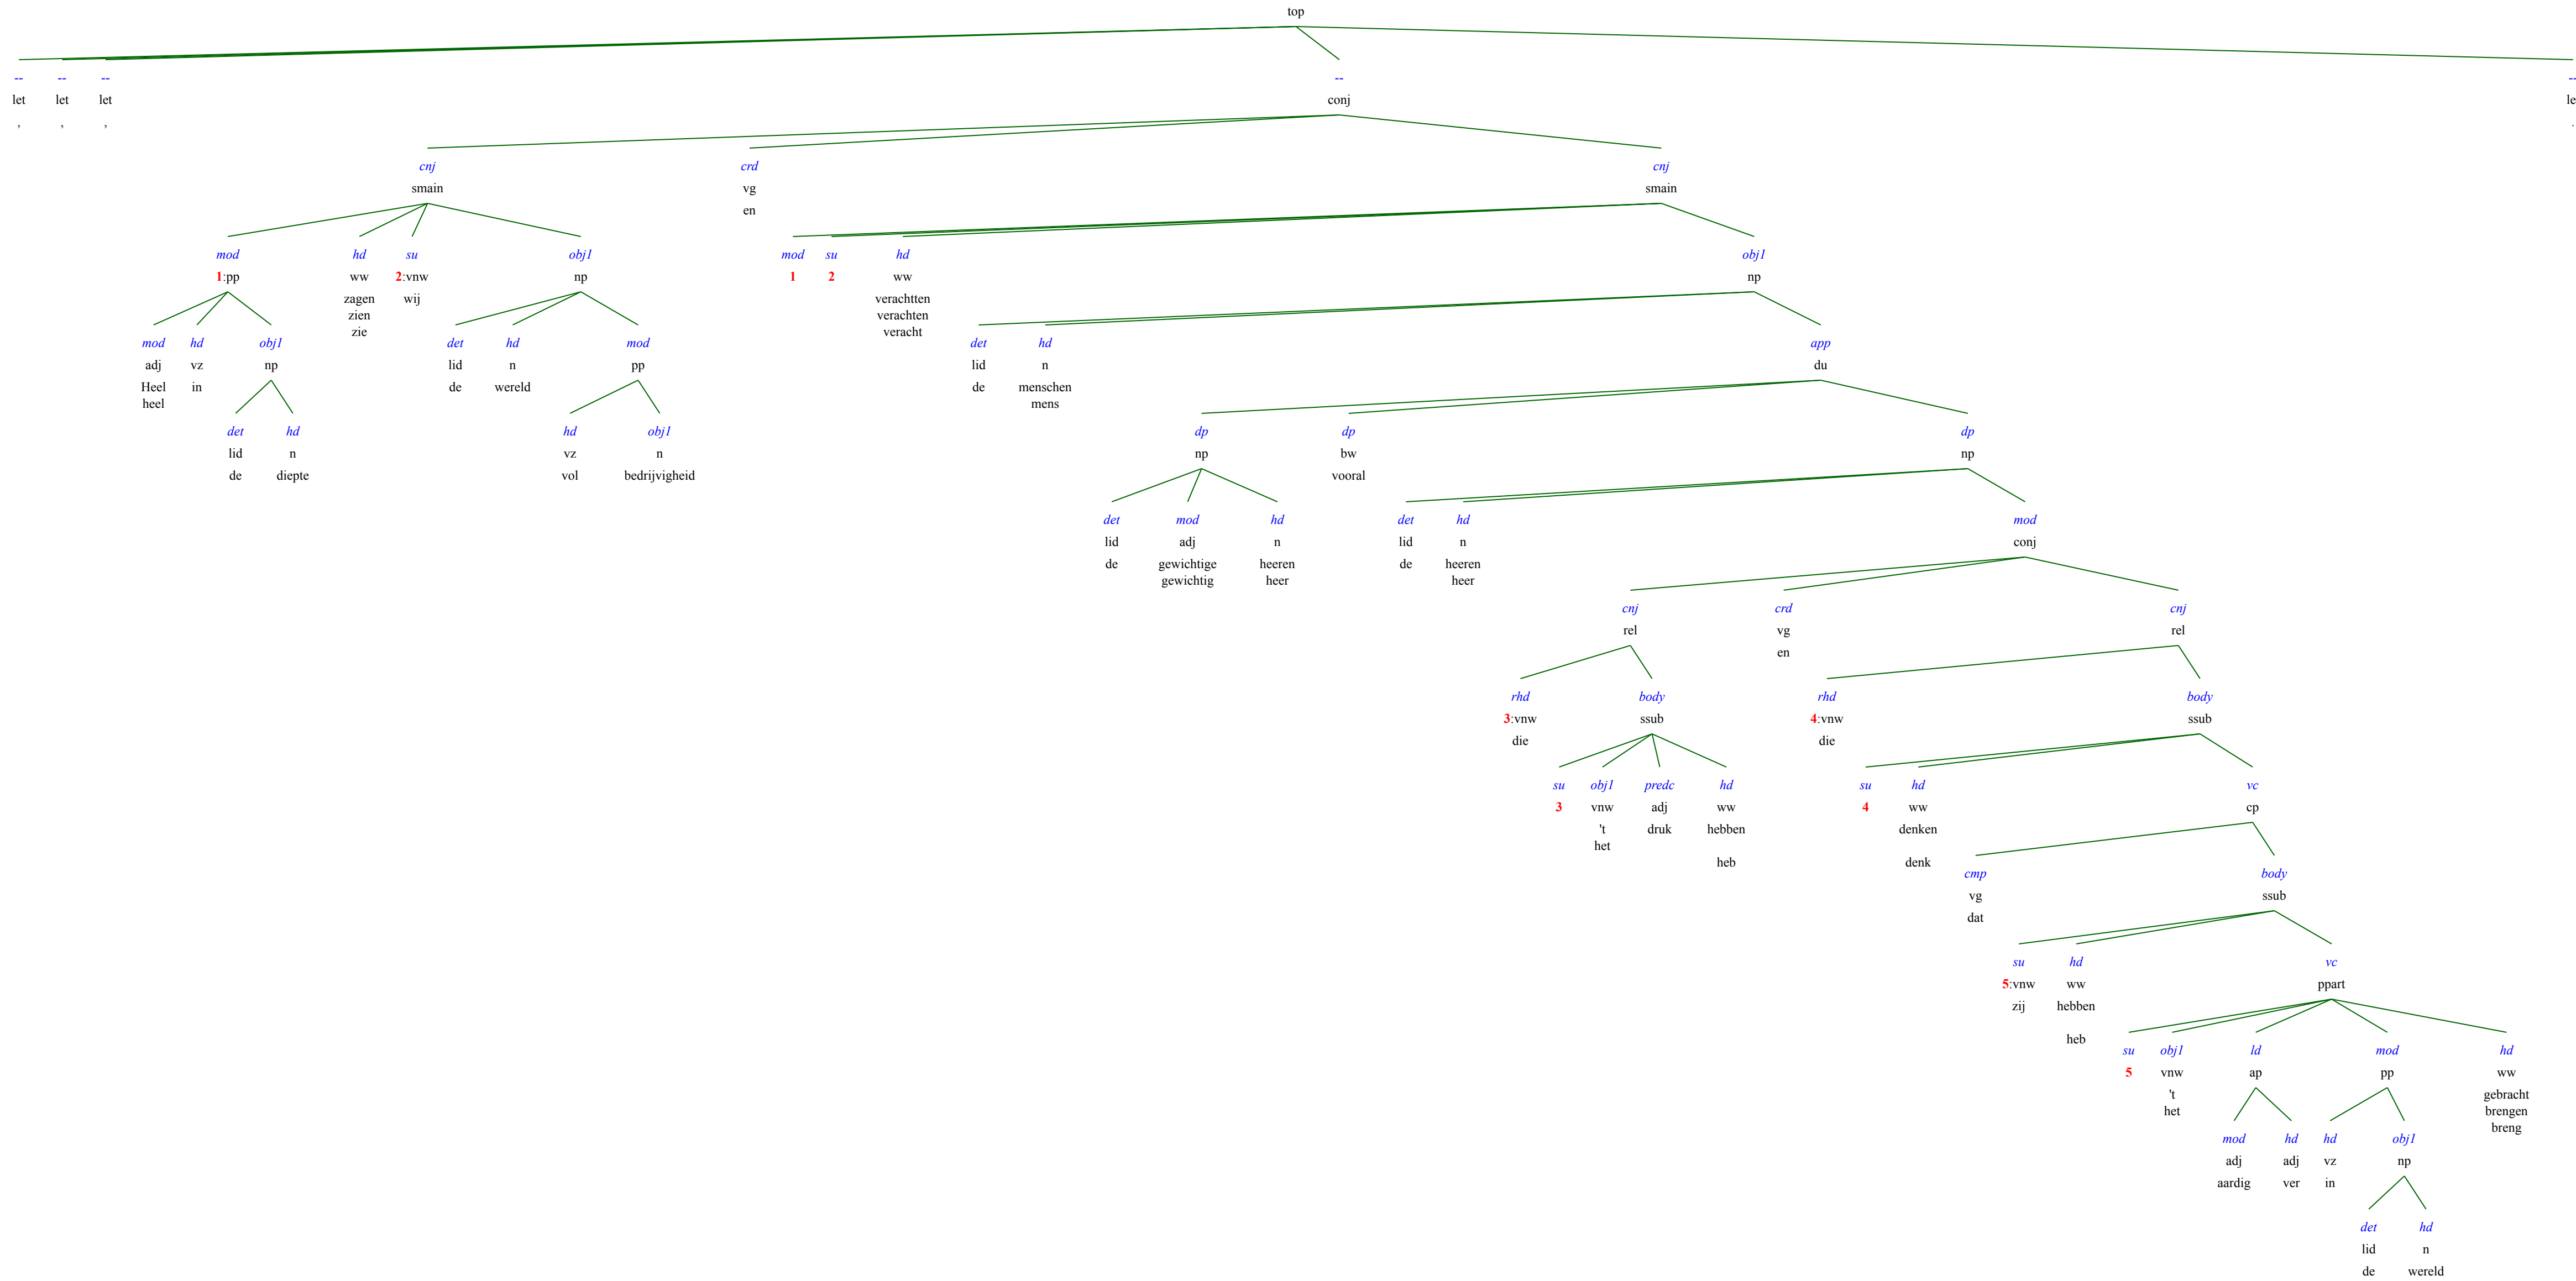 top
-- -- -- -- --
let let let conj le
, , , .
cnj crd cnj
smain vg smain
en
mod hd su obj1 mod su hd obj1
1:pp ww 2:vnw np 1 2 ww np
zagen wij verachtten
zien verachten
zie veracht
mod hd obj1 det hd mod det hd app
adj vz np lid n pp lid n du
Heel in de wereld de menschen
heel mens
det hd hd obj1 dp dp dp
lid n vz n np bw np
de diepte vol bedrijvigheid vooral
det mod hd det hd mod
lid adj n lid n conj
de gewichtige heeren de heeren
gewichtig heer heer
cnj crd cnj
rel vg rel
en
rhd body rhd body
3:vnw ssub 4:vnw ssub
die die
su obj1 predc hd su hd vc
3 vnw adj ww 4 ww cp
't druk hebben denken
het
heb denk
cmp body
vg ssub
dat
su hd vc
5:vnw ww ppart
zij hebben
heb
su obj1 ld mod hd
5 vnw ap pp ww
't gebracht
het brengen
breng
mod hd hd obj1
adj adj vz np
aardig ver in
det hd
lid n
de wereld